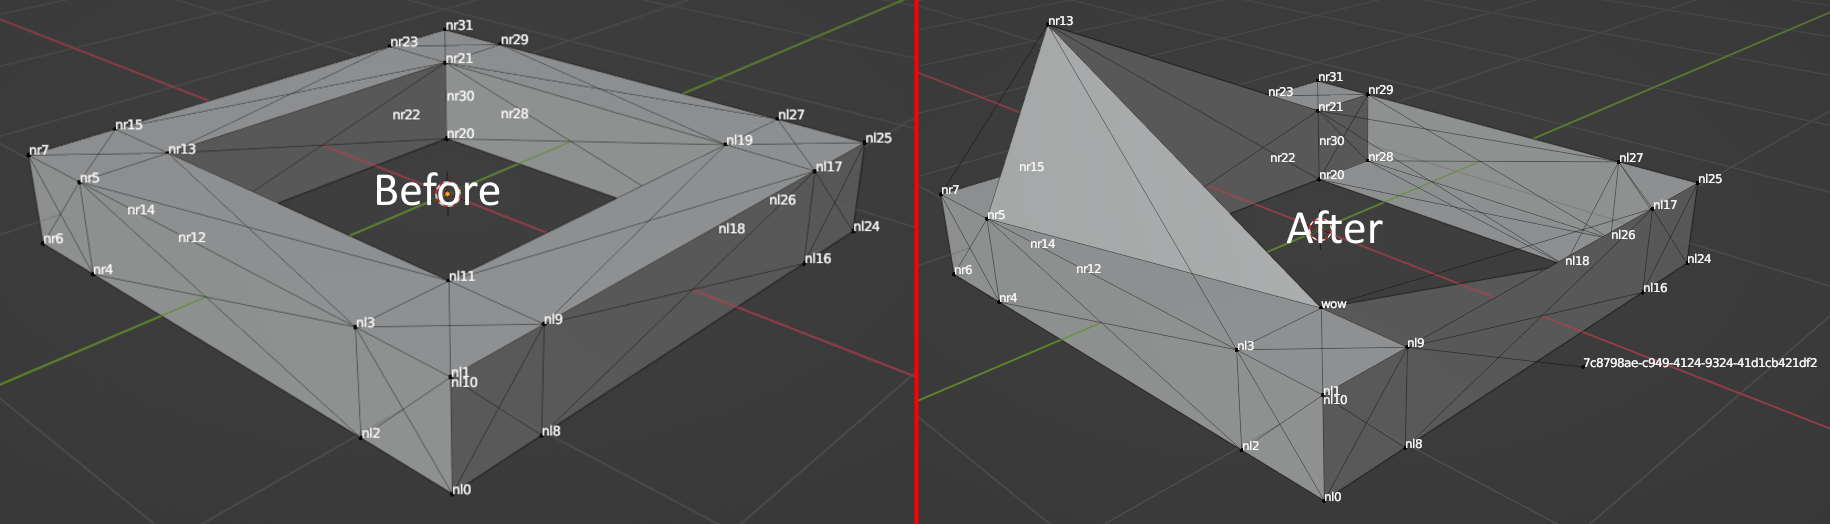 nr31
nr23
nr29
nr21
nr30
nr22
nr28
nr20
nl27
nr15
nl19
nl25
nr7
nr13
nl17
nr5
Before
nl26
nr14
nl18
nl24
nr12
nr6
nl16
nr4
nl11
nl3
nl9
nl1
nl10
nl2
nl8
nl0
nr13
nr31
nr23
nr29
nr21
nr30
nr22
nr28
nl27
nr15
nr20
nl25
nr7
nl17
nr5
After
nl26
nr14
nl18
nl24
nr12
nr6
nl16
nr4
wow
nl3
nl9
7c8798ae-c949-4124-9324-41d1cb421df2
nl1
nl10
nl2
nl8
nl0